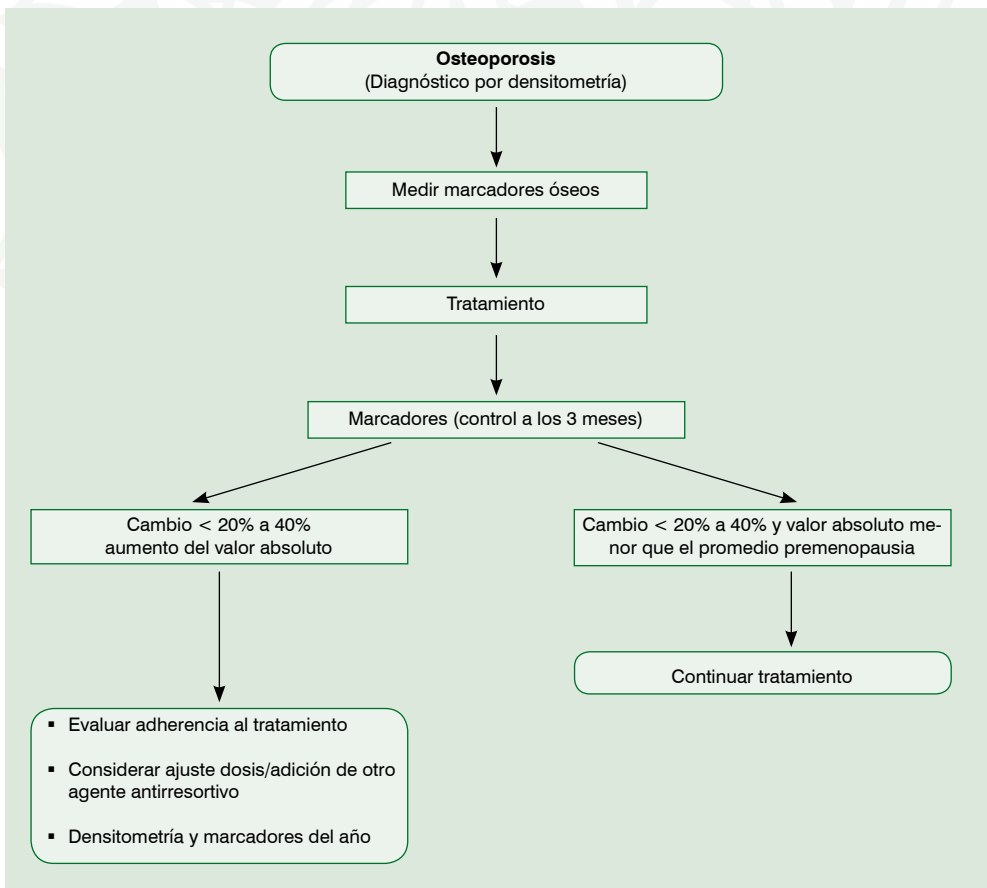 Osteoporosis
(Diagnóstico por densitometría)
Medir marcadores óseos
Tratamiento
Marcadores (control a los 3 meses)
Cambio < 20% a 40%
aumento del valor absoluto
Cambio < 20% a 40% y valor absoluto me-
nor que el promedio premenopausia
Continuar tratamiento
▪ Evaluar adherencia al tratamiento
▪ Considerar ajuste dosis/adición de otro
agente antirresortivo
▪ Densitometría y marcadores del año